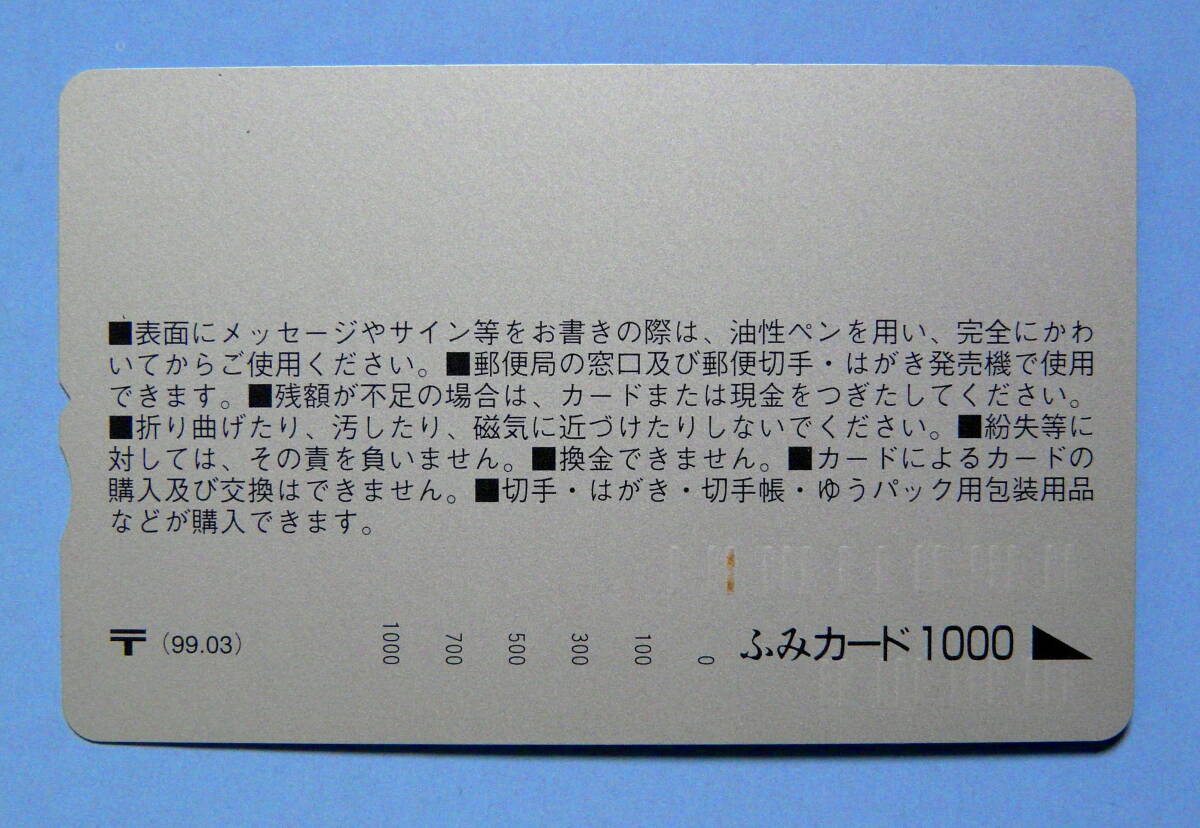 ■表面にメッセージやサイン等をお書きの際は、油性ペンを用い、完全にかわ
いてからご使用ください。■郵便局の窓口及び郵便切手・はがき発売機で使用
できます。■残額が不足の場合は、カードまたは現金をつぎたしてください。
■折り曲げたり、汚したり、磁気に近づけたりしないでください。■紛失等に
対しては、その責を負いません。■換金できません。■カードによるカードの
購入及び交換はできません。■切手・はがき・切手帳・ゆうパック用包装用品
などが購入できます。
〒(99.03)
1000 700 500 300 100 0
ふみカード1000